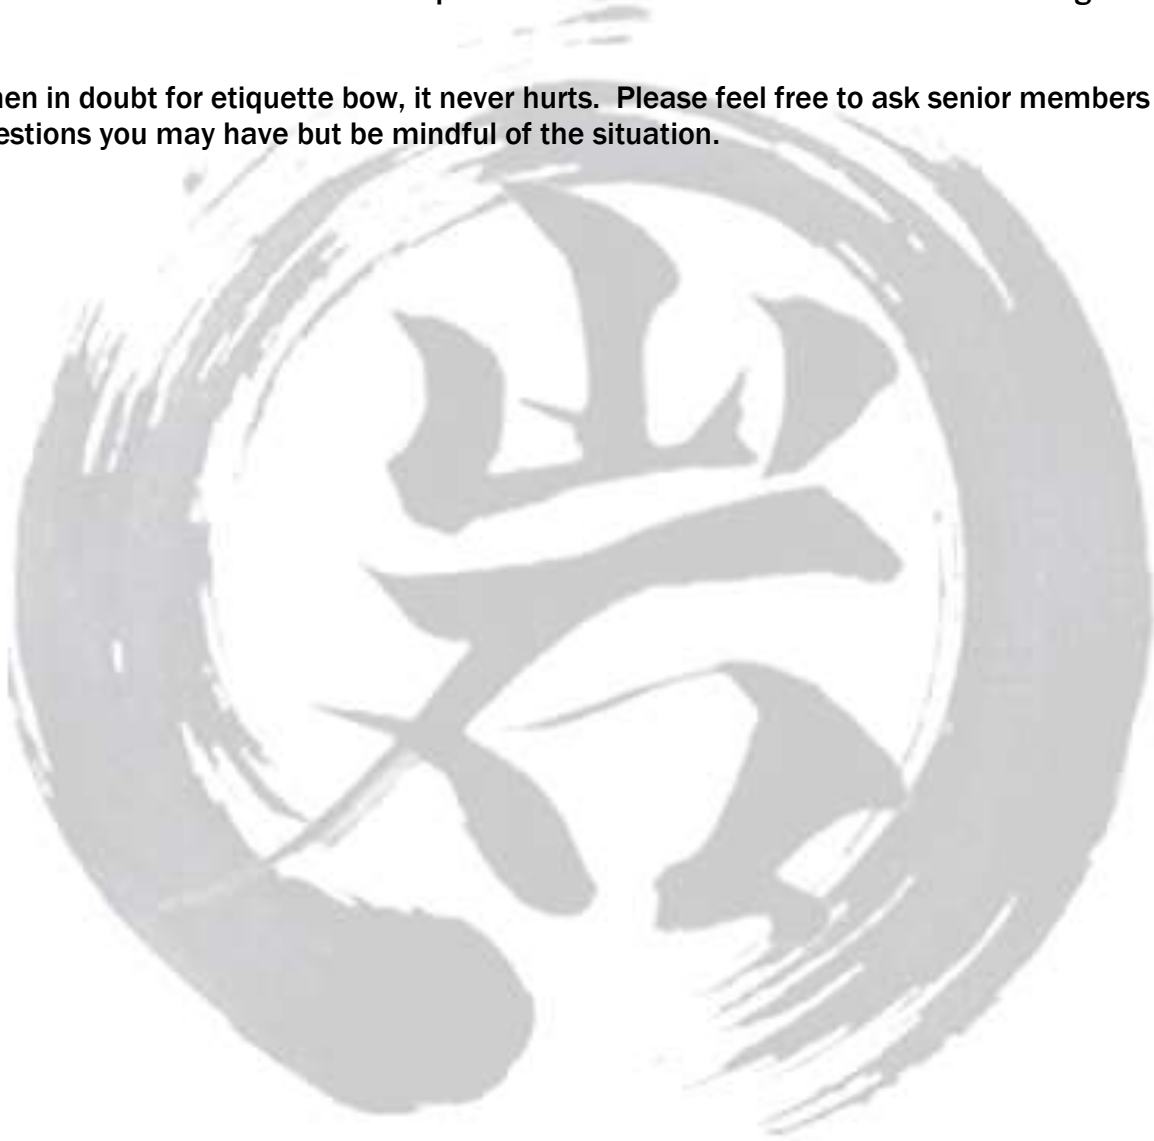 hen in doubt for etiquette bow, it never hurts.  Please feel free to ask senior members
estions you may have but be mindful of the situation.
岩